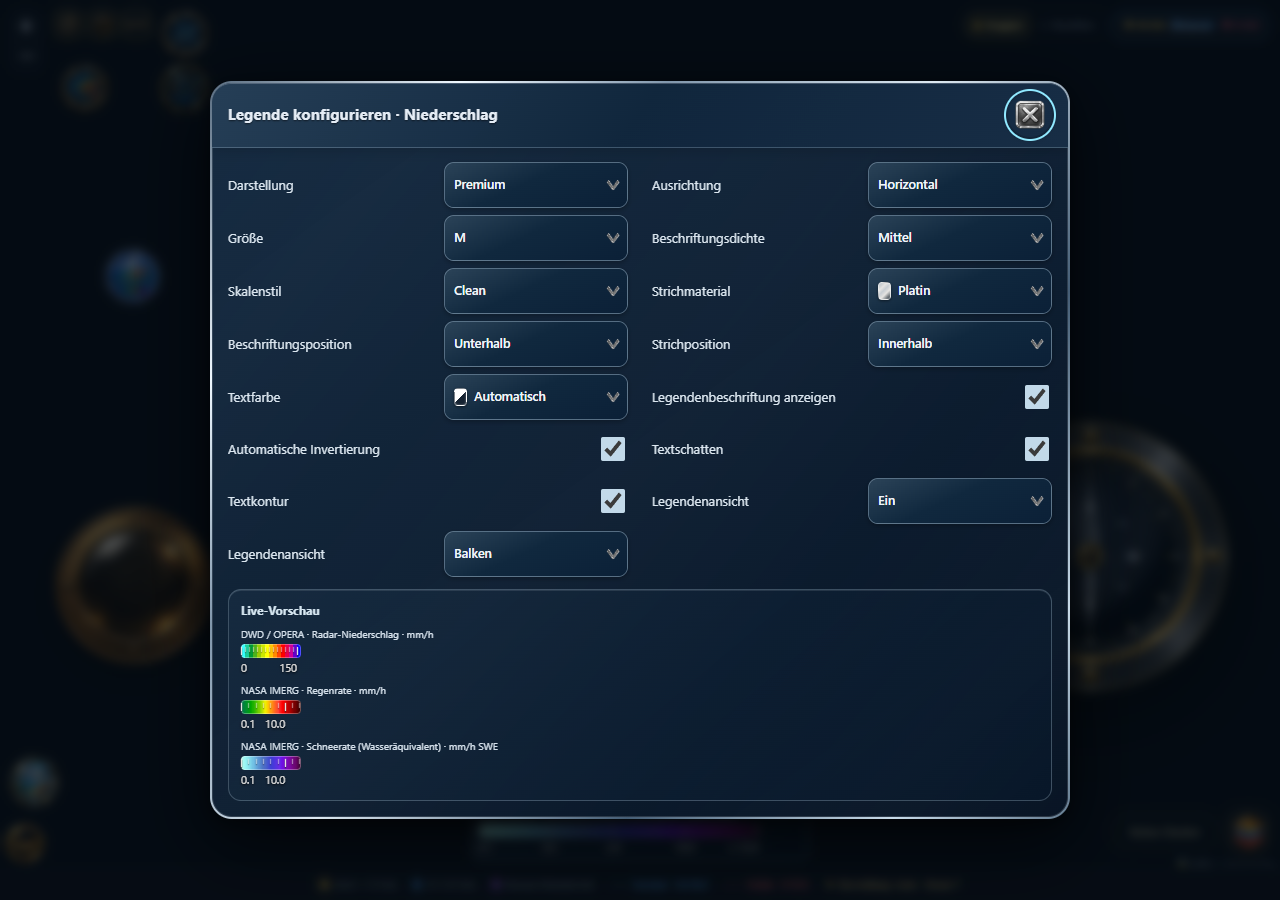 Legende konfigurieren · Niederschlag
Darstellung Premium Ausrichtung Horizontal
Größe M Beschriftungsdichte Mittel
Skalenstil Clean Strichmaterial Platin
Beschriftungsposition Unterhalb Strichposition Innerhalb
Textfarbe Automatisch Legendenbeschriftung anzeigen
Automatische Invertierung Textschatten
Textkontur Legendenansicht Ein
Legendenansicht Balken
Live-Vorschau
DWD / OPERA · Radar-Niederschlag · mm/h
0 150
NASA IMERG · Regenrate · mm/h
0.1 10.0
NASA IMERG · Schneerate (Wasseräquivalent) · mm/h SWE
0.1 10.0